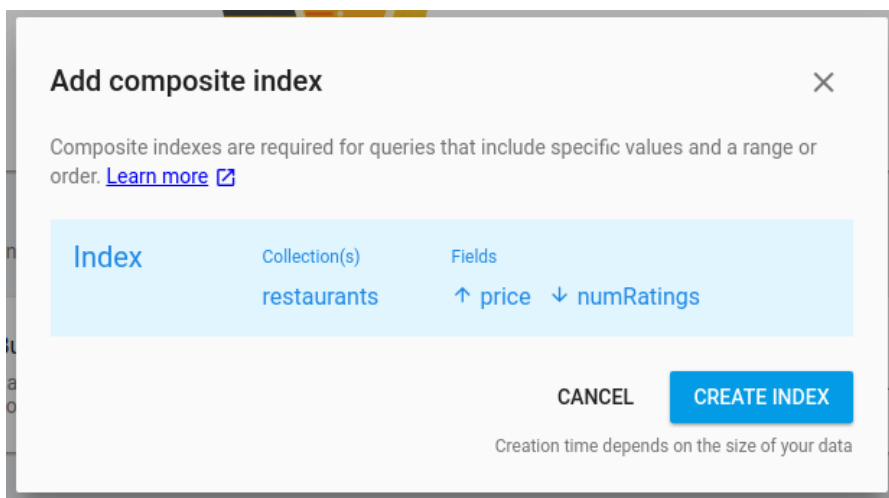 Add composite index
Composite indexes are required for queries that include specific values and a range or
order. Learn more
Index
Collection(s)
Fields
restaurants
↑ price ↓ numRatings
CANCEL
CREATE INDEX
Creation time depends on the size of your data